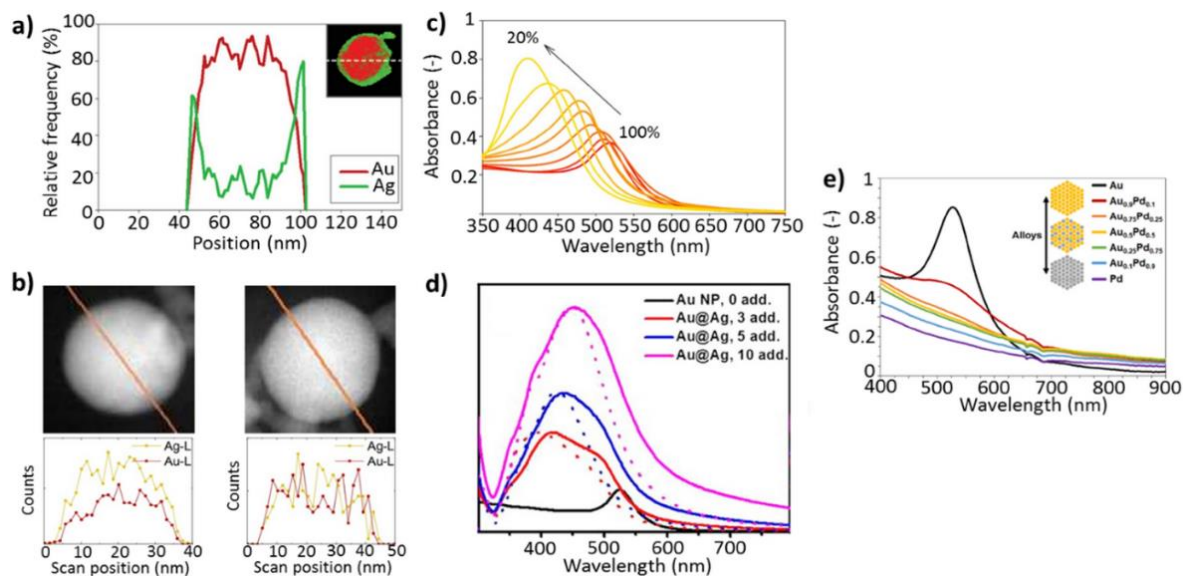 a)
Relative frequency (%)
100
80
60
40
20
0
0 20 40 60 80 100 120 140
Position (nm)
Au
Ag
b)
Counts
Ag-L
Au-L
0 10 20 30 40
Scan position (nm)
Ag-L
Au-L
0 10 20 30 40 50
Scan position (nm)
c)
Absorbance (-)
1
0.8
0.6
0.4
0.2
20%
100%
350 400 450 500 550 600 650 700 750
Wavelength (nm)
d)
Absorbance (-)
Au NP, 0 add.
Au@Ag, 3 add.
Au@Ag, 5 add.
Au@Ag, 10 add.
400 500 600 700
Wavelength (nm)
e)
Absorbance (-)
1
0.8
0.6
0.4
0.2
0
400 500 600 700 800 900
Wavelength (nm)
Alloys
Au
Au0.9Pd0.1
Au0.75Pd0.25
Au0.5Pd0.5
Au0.25Pd0.75
Au0.1Pd0.9
Pd